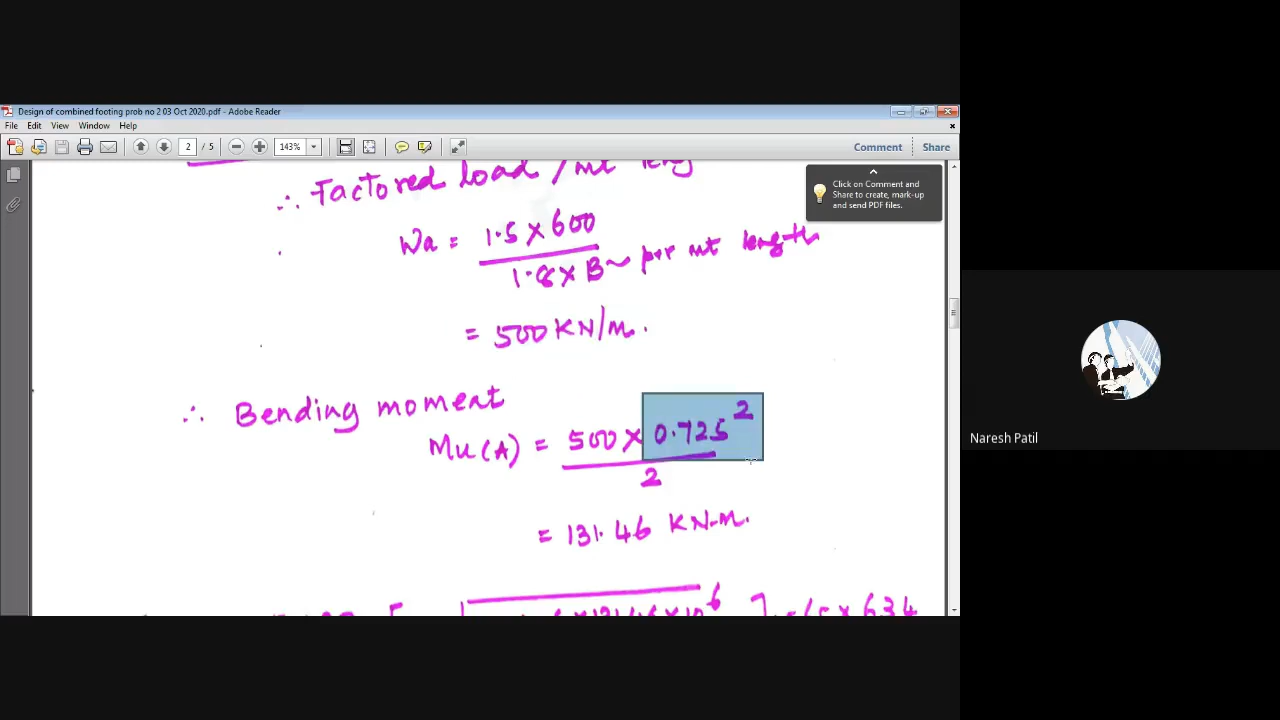 Design of combined footing prob no 2 03 Oct 2020.pdf - Adobe Reader
File Edit View Window Help
2 / 5 143% Comment Share
Click on Comment and
Share to create, mark-up
and send PDF files.
∴ Factored load / mt leng
Wa = 1.5 x 600
1.8 x B ~ per mt length
= 500 KN/m.
∴ Bending moment
Mu(A) = 500 x 0.725²
2
= 131.46 KN-m.
Naresh Patil